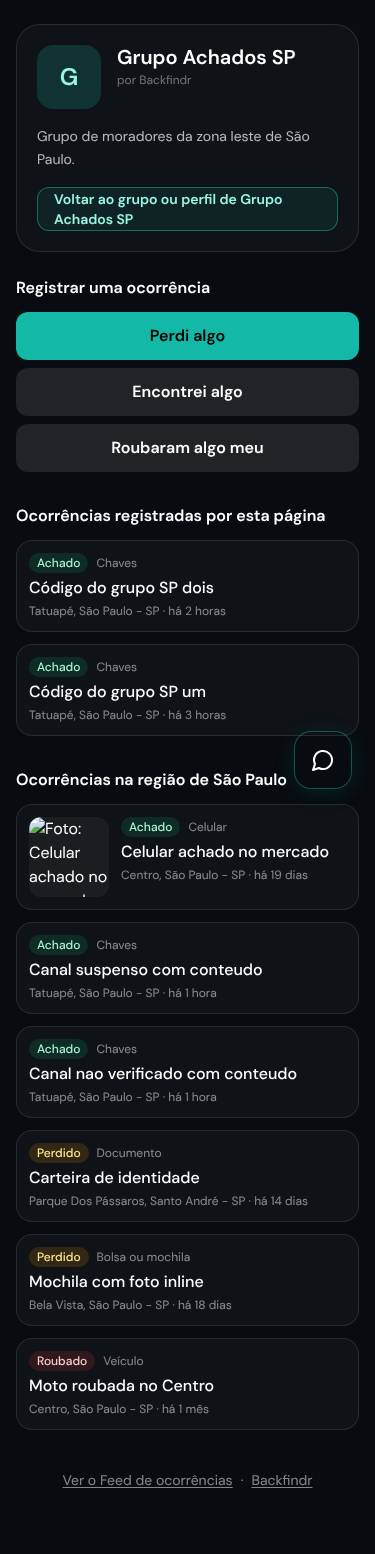 G
Grupo Achados SP
por Backfindr
Grupo de moradores da zona leste de São
Paulo.
Voltar ao grupo ou perfil de Grupo
Achados SP
Registrar uma ocorrência
Perdi algo
Encontrei algo
Roubaram algo meu
Ocorrências registradas por esta página
Achado Chaves
Código do grupo SP dois
Tatuapé, São Paulo - SP · há 2 horas
Achado Chaves
Código do grupo SP um
Tatuapé, São Paulo - SP · há 3 horas
Ocorrências na região de São Paulo
Foto:
Celular
achado no
Achado Celular
Celular achado no mercado
Centro, São Paulo - SP · há 19 dias
Achado Chaves
Canal suspenso com conteudo
Tatuapé, São Paulo - SP · há 1 hora
Achado Chaves
Canal nao verificado com conteudo
Tatuapé, São Paulo - SP · há 1 hora
Perdido Documento
Carteira de identidade
Parque Dos Pássaros, Santo André - SP · há 14 dias
Perdido Bolsa ou mochila
Mochila com foto inline
Bela Vista, São Paulo - SP · há 18 dias
Roubado Veículo
Moto roubada no Centro
Centro, São Paulo - SP · há 1 mês
Ver o Feed de ocorrências · Backfindr